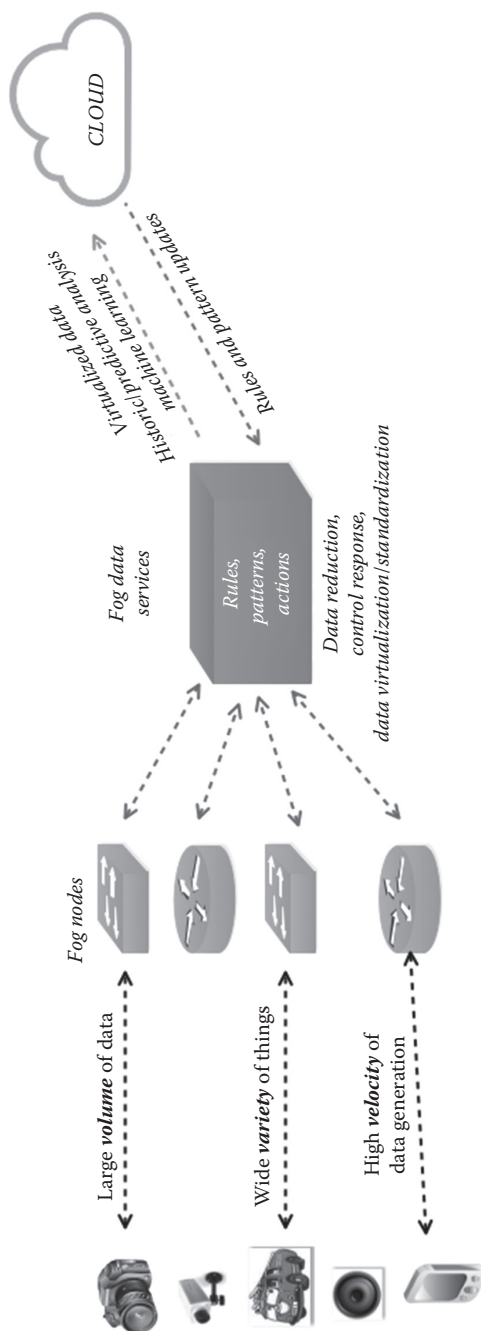 Large volume of data
Wide variety of things
High velocity of
data generation
Fog nodes
Fog data
services
Rules,
patterns,
actions
Data reduction,
control response,
data virtualization/standardization
Virtualized data
Historic/predictive analysis
machine learning
Rules and pattern updates
CLOUD